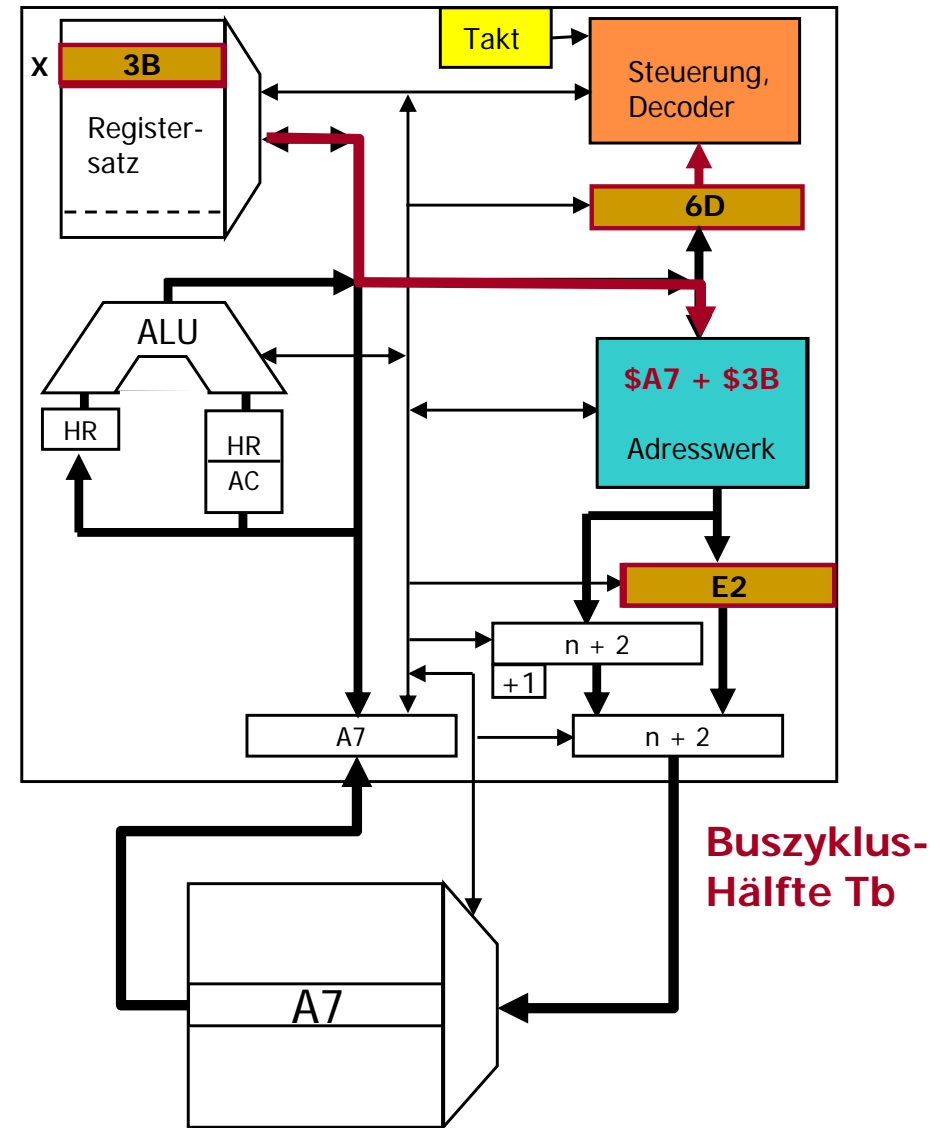 Takt
X
3B
Steuerung,
Decoder
Register-
satz
6D
ALU
$A7 + $3B
HR
HR
AC
Adresswerk
E2
n + 2
+1
A7
n + 2
Buszyklus-
Hälfte Tb
A7